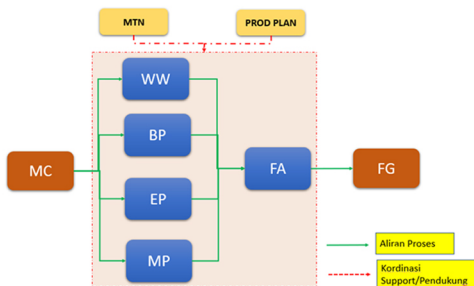 MTN
PROD PLAN
WW
BP
MC
FA
FG
EP
MP
Aliran Proses
Kordinasi
Support/Pendukung